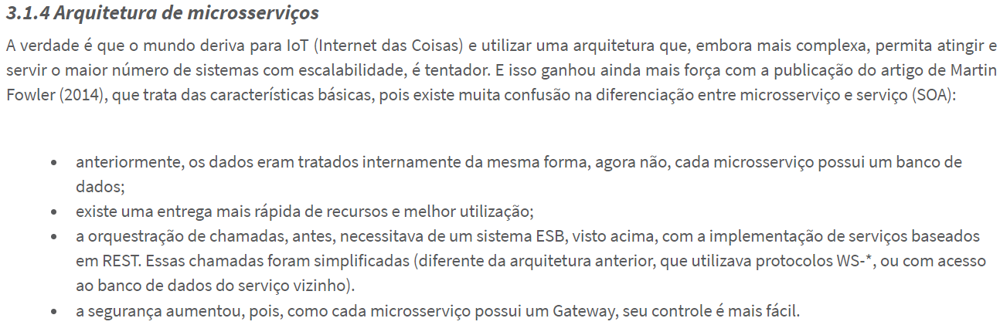 3.1.4 Arquitetura de microsserviços
A verdade é que o mundo deriva para IoT (Internet das Coisas) e utilizar uma arquitetura que, embora mais complexa, permita atingir e
servir o maior número de sistemas com escalabilidade, é tentador. E isso ganhou ainda mais força com a publicação do artigo de Martin
Fowler (2014), que trata das características básicas, pois existe muita confusão na diferenciação entre microsserviço e serviço (SOA):
• anteriormente, os dados eram tratados internamente da mesma forma, agora não, cada microsserviço possui um banco de
dados;
• existe uma entrega mais rápida de recursos e melhor utilização;
• a orquestração de chamadas, antes, necessitava de um sistema ESB, visto acima, com a implementação de serviços baseados
em REST. Essas chamadas foram simplificadas (diferente da arquitetura anterior, que utilizava protocolos WS-*, ou com acesso
ao banco de dados do serviço vizinho).
• a segurança aumentou, pois, como cada microsserviço possui um Gateway, seu controle é mais fácil.